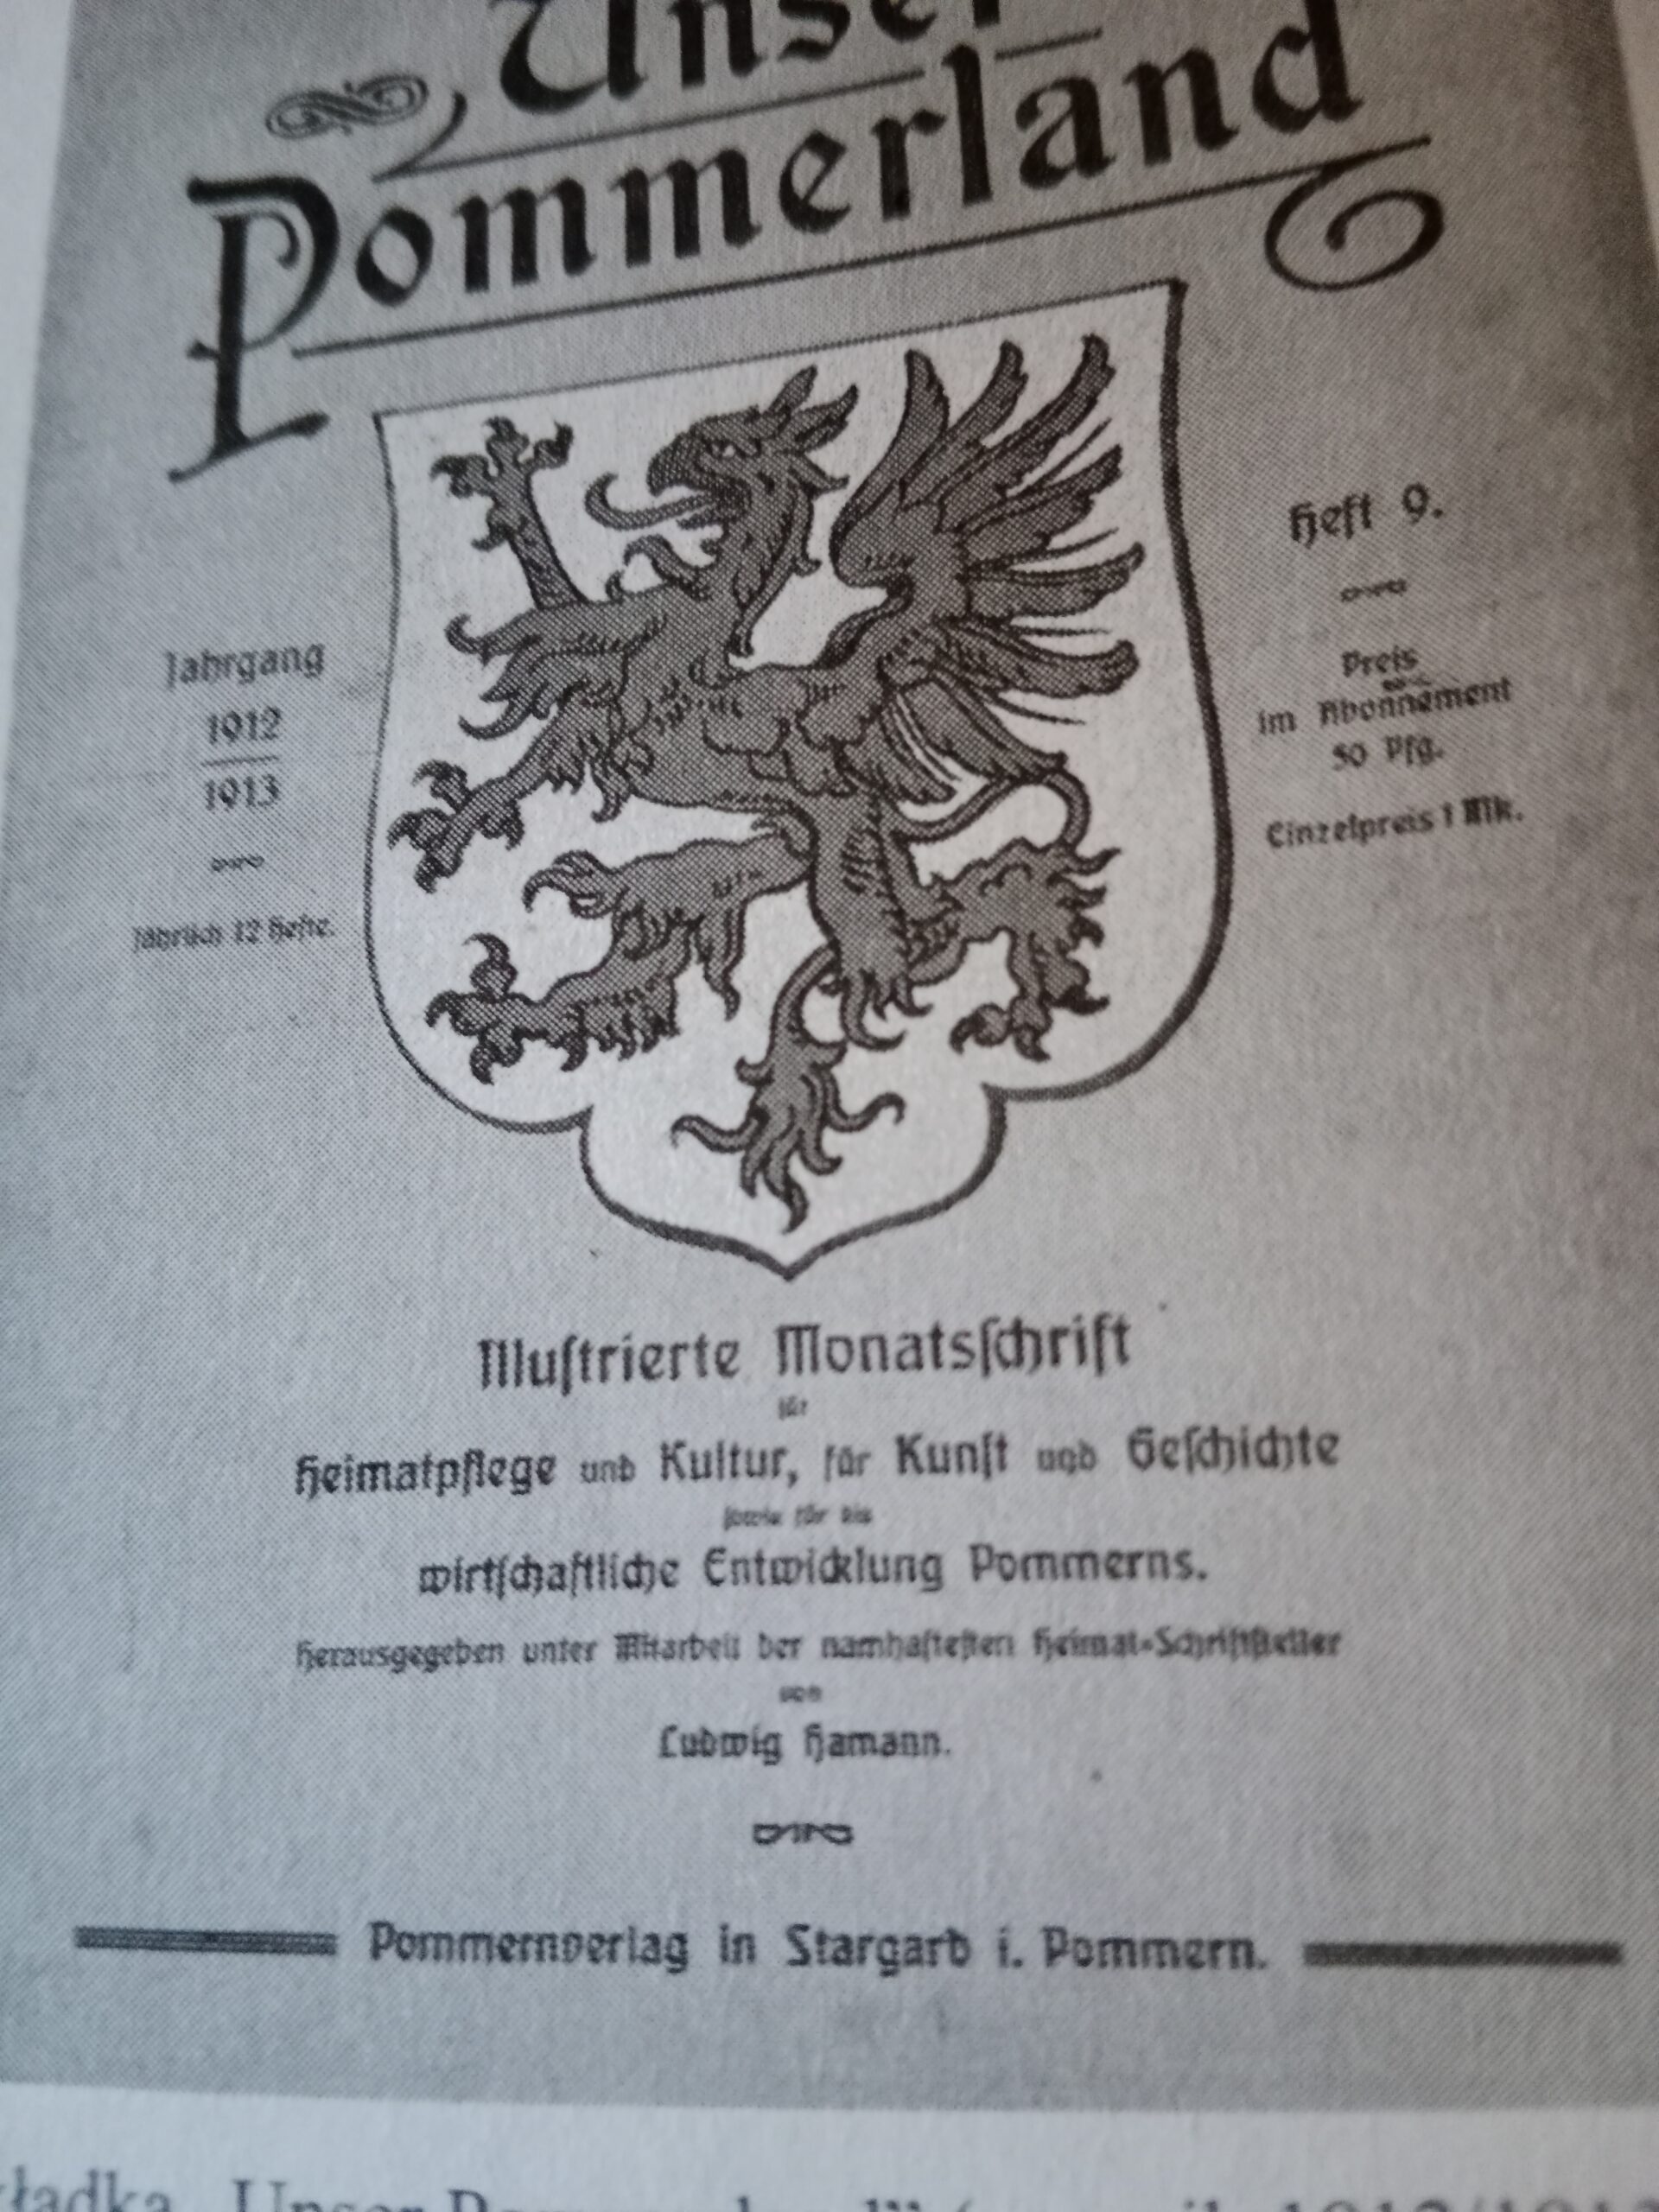 Unser
Pommerland
Heft 9.
Jahrgang
1912
1913
Jährlich 12 Hefte.
Preis
im Abonnement
50 Pfg.
Einzelpreis 1 Mk.
Illuſtrierte Monatsſchrift
für
Heimatpflege und Kultur, für Kunſt und Geſchichte
ſowie für die
wirtſchaftliche Entwicklung Pommerns.
Herausgegeben unter Mitarbeit der namhafteſten Heimat-Schriftſteller
von
Ludwig Hamann.
Pommernverlag in Stargard i. Pommern.